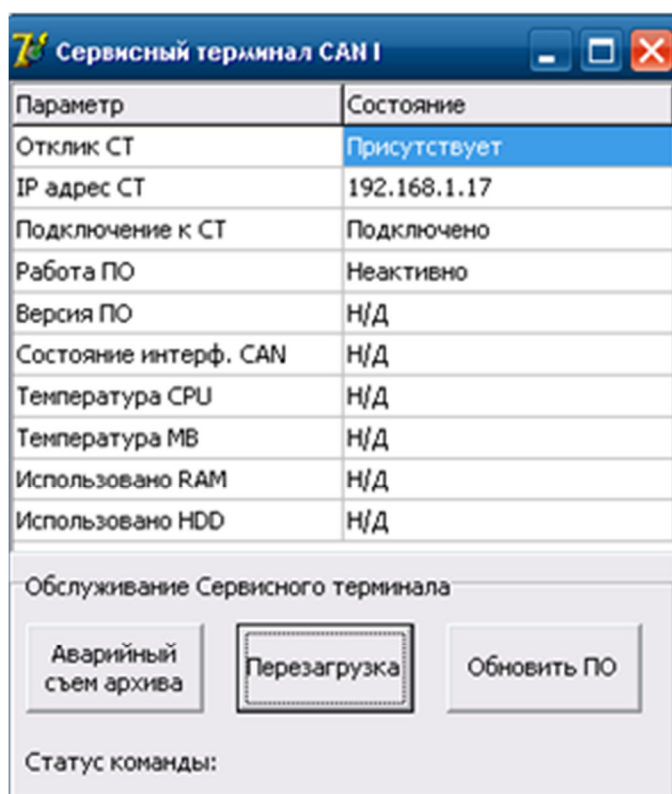 Сервисный терминал CAN I
Параметр Состояние
Отклик СТ Присутствует
IP адрес СТ 192.168.1.17
Подключение к СТ Подключено
Работа ПО Неактивно
Версия ПО Н/Д
Состояние интерф. CAN Н/Д
Температура CPU Н/Д
Температура MB Н/Д
Использовано RAM Н/Д
Использовано HDD Н/Д
Обслуживание Сервисного терминала
Аварийный
съем архива
Перезагрузка
Обновить ПО
Статус команды: